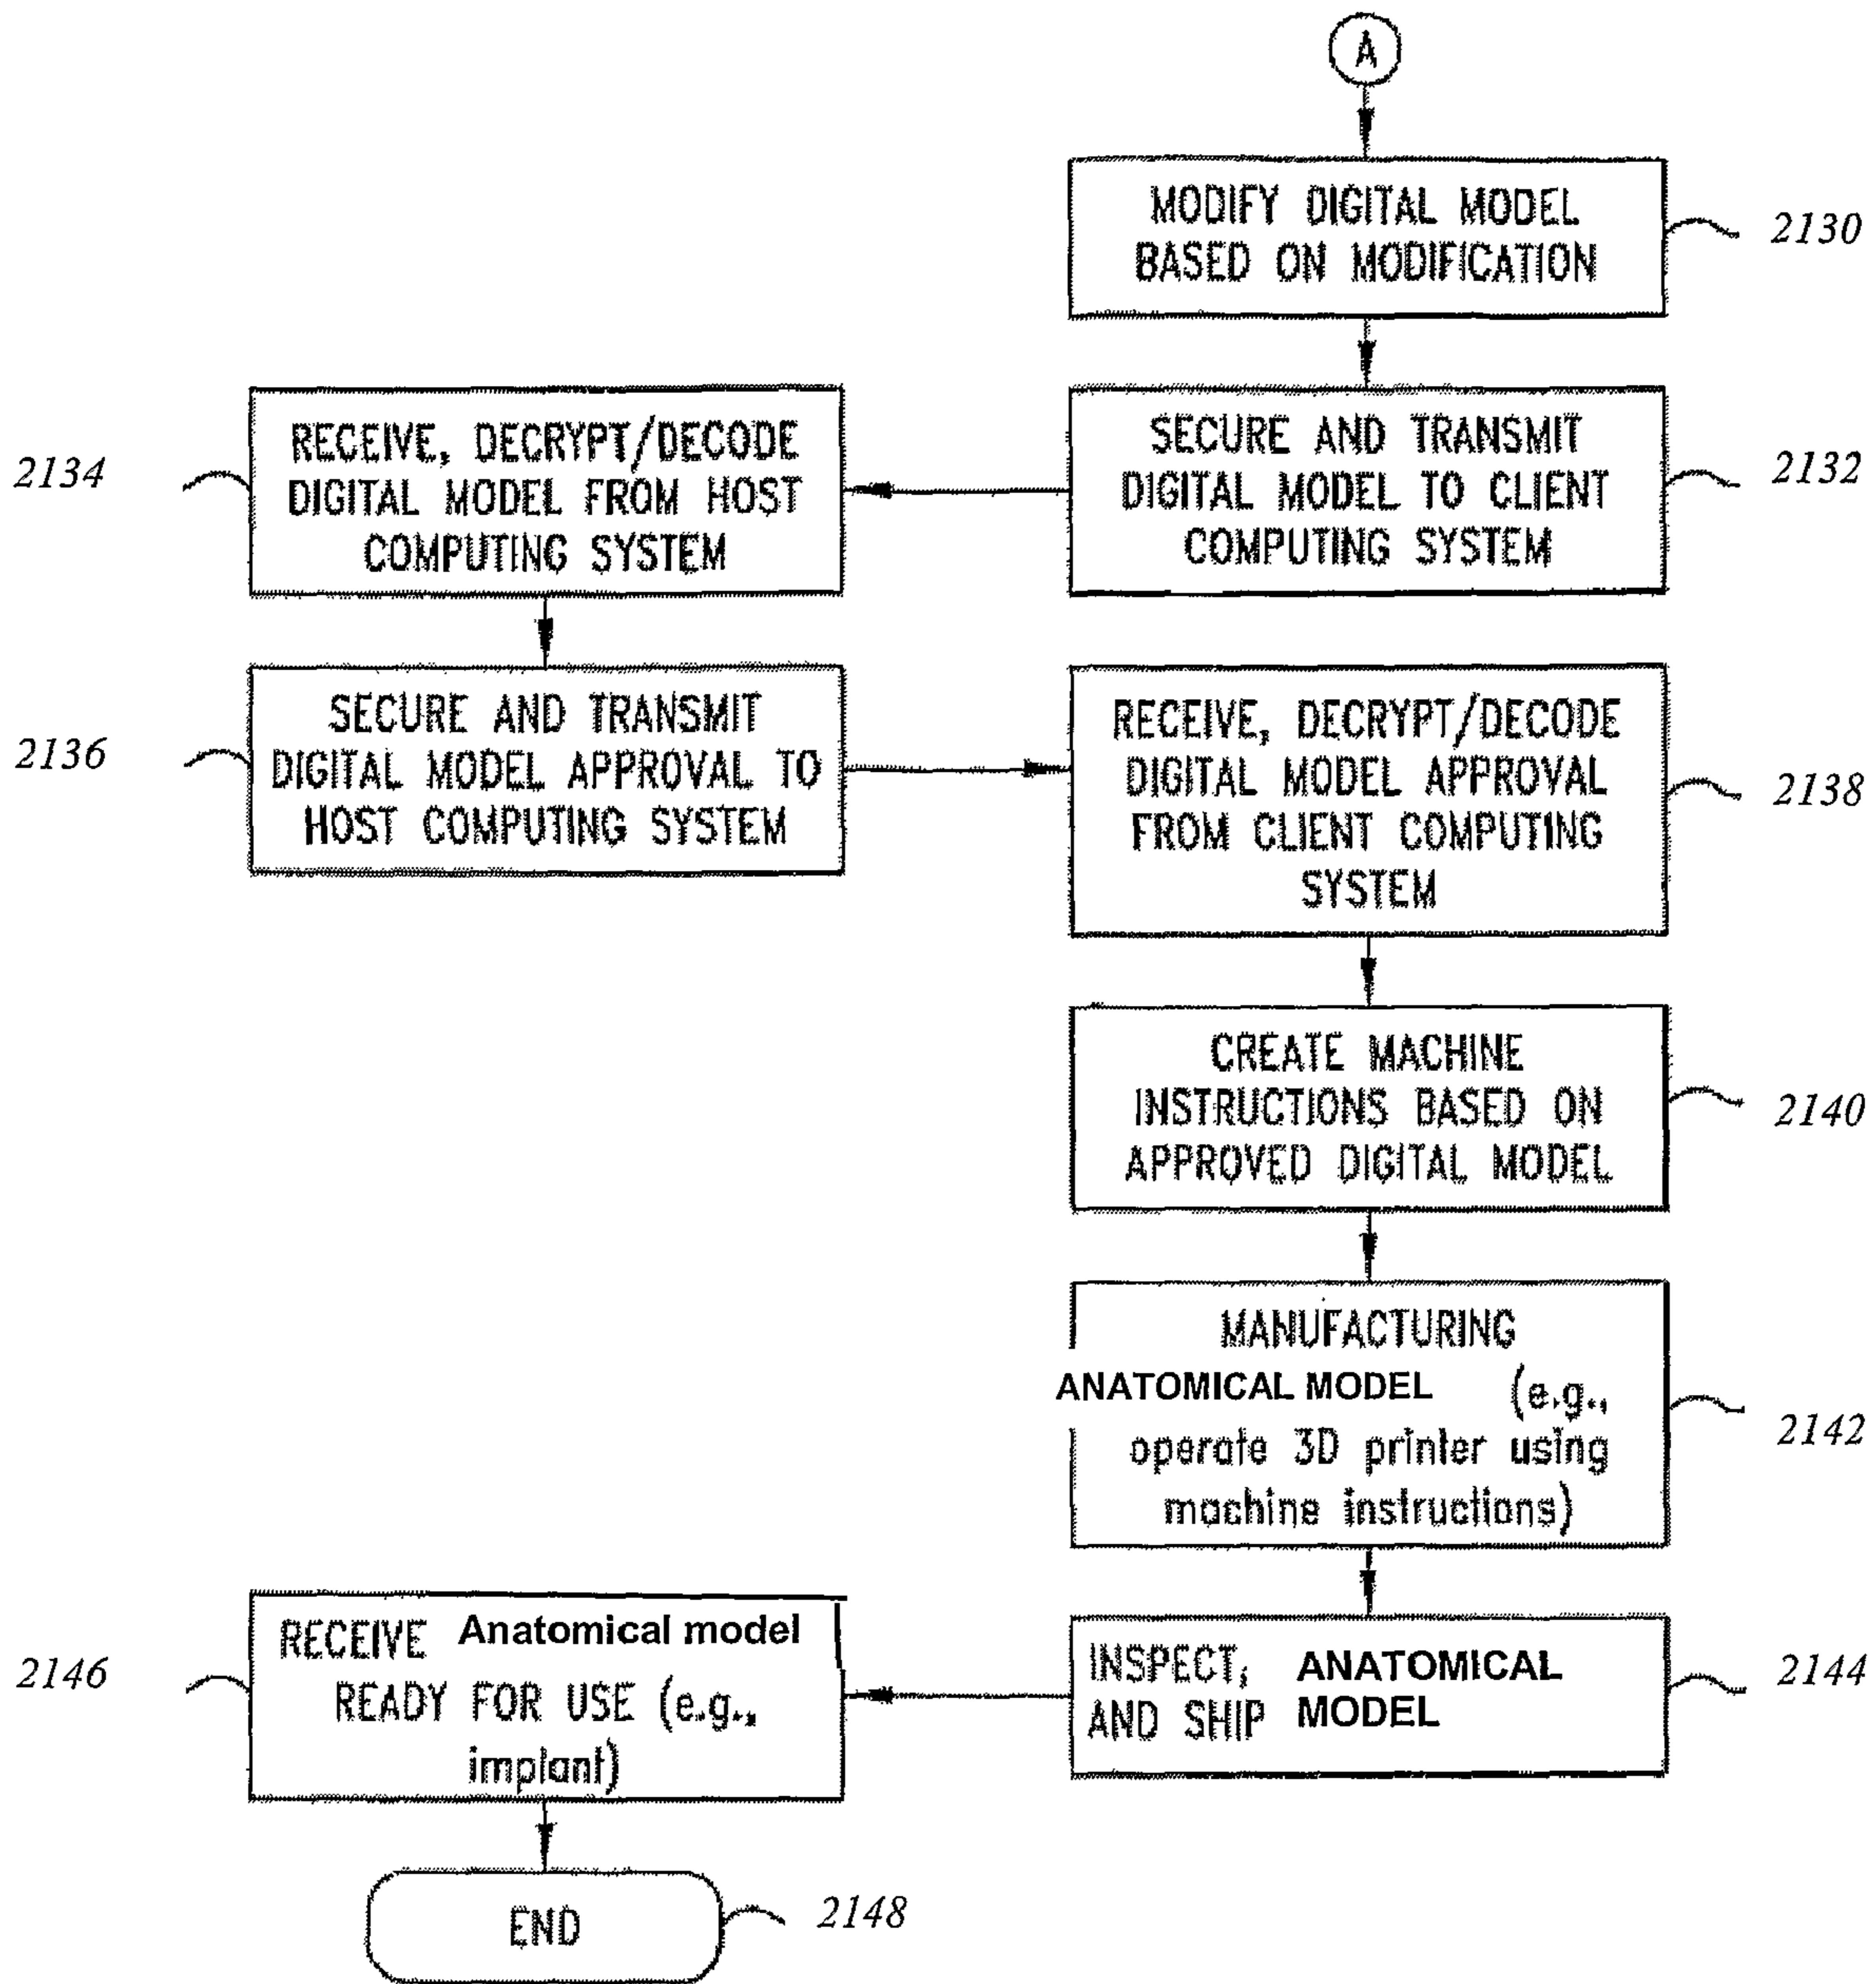 A
MODIFY DIGITAL MODEL
BASED ON MODIFICATION
2130
SECURE AND TRANSMIT
DIGITAL MODEL TO CLIENT
COMPUTING SYSTEM
2132
2134
RECEIVE, DECRYPT/DECODE
DIGITAL MODEL FROM HOST
COMPUTING SYSTEM
2136
SECURE AND TRANSMIT
DIGITAL MODEL APPROVAL TO
HOST COMPUTING SYSTEM
RECEIVE, DECRYPT/DECODE
DIGITAL MODEL APPROVAL
FROM CLIENT COMPUTING
SYSTEM
2138
CREATE MACHINE
INSTRUCTIONS BASED ON
APPROVED DIGITAL MODEL
2140
MANUFACTURING
ANATOMICAL MODEL (e.g.,
operate 3D printer using
machine instructions)
2142
INSPECT, ANATOMICAL
AND SHIP MODEL
2144
2146
RECEIVE Anatomical model
READY FOR USE (e.g.,
implant)
END
2148